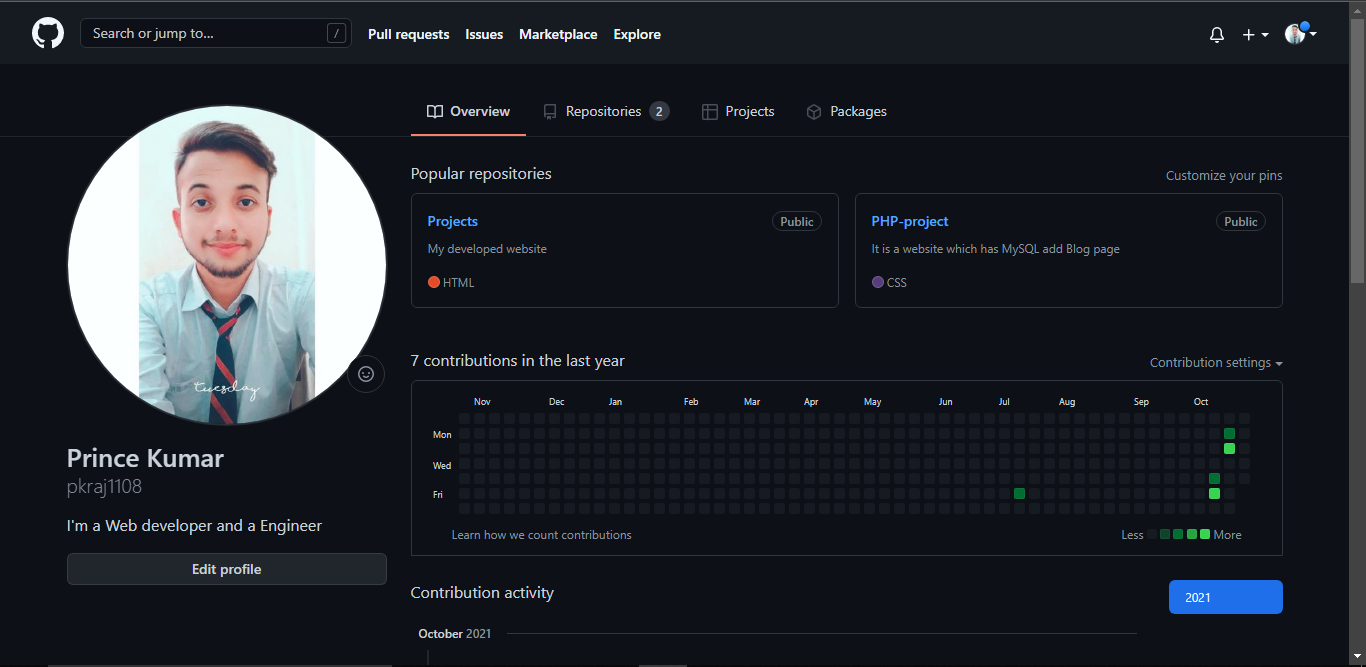 Search or jump to... / Pull requests Issues Marketplace Explore
Overview Repositories 2 Projects Packages
tuesday
Prince Kumar
pkraj1108
I'm a Web developer and a Engineer
Edit profile
Popular repositories Customize your pins
Projects Public
My developed website
HTML
PHP-project Public
It is a website which has MySQL add Blog page
CSS
7 contributions in the last year Contribution settings
Nov Dec Jan Feb Mar Apr May Jun Jul Aug Sep Oct
Mon
Wed
Fri
Learn how we count contributions Less More
Contribution activity 2021
October 2021